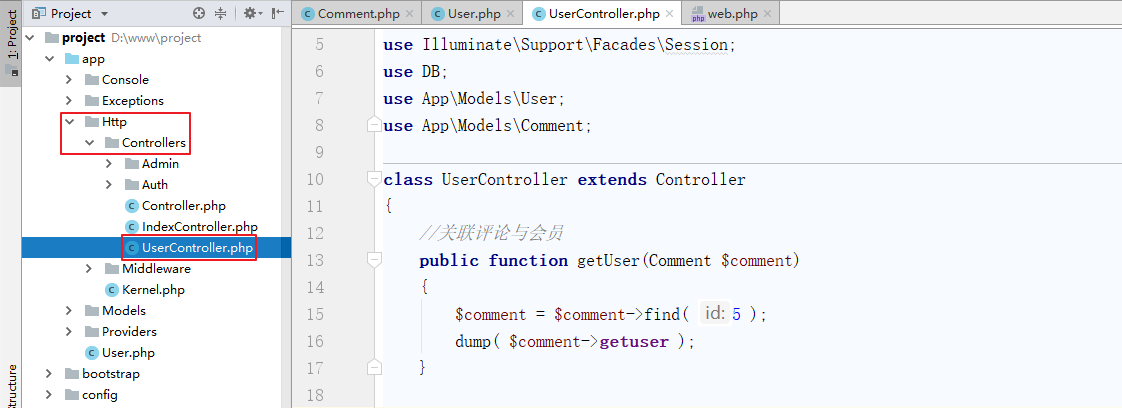 1: Project
Structure
Project
project D:\www\project
app
Console
Exceptions
Http
Controllers
Admin
Auth
Controller.php
IndexController.php
UserController.php
Middleware
Kernel.php
Models
Providers
User.php
bootstrap
config
Comment.php User.php UserController.php web.php
5 use Illuminate\Support\Facades\Session;
6 use DB;
7 use App\Models\User;
8 use App\Models\Comment;
9
10 class UserController extends Controller
11 {
12 //关联评论与会员
13 public function getUser(Comment $comment)
14 {
15 $comment = $comment->find( id: 5 );
16 dump( $comment->getuser );
17 }
18